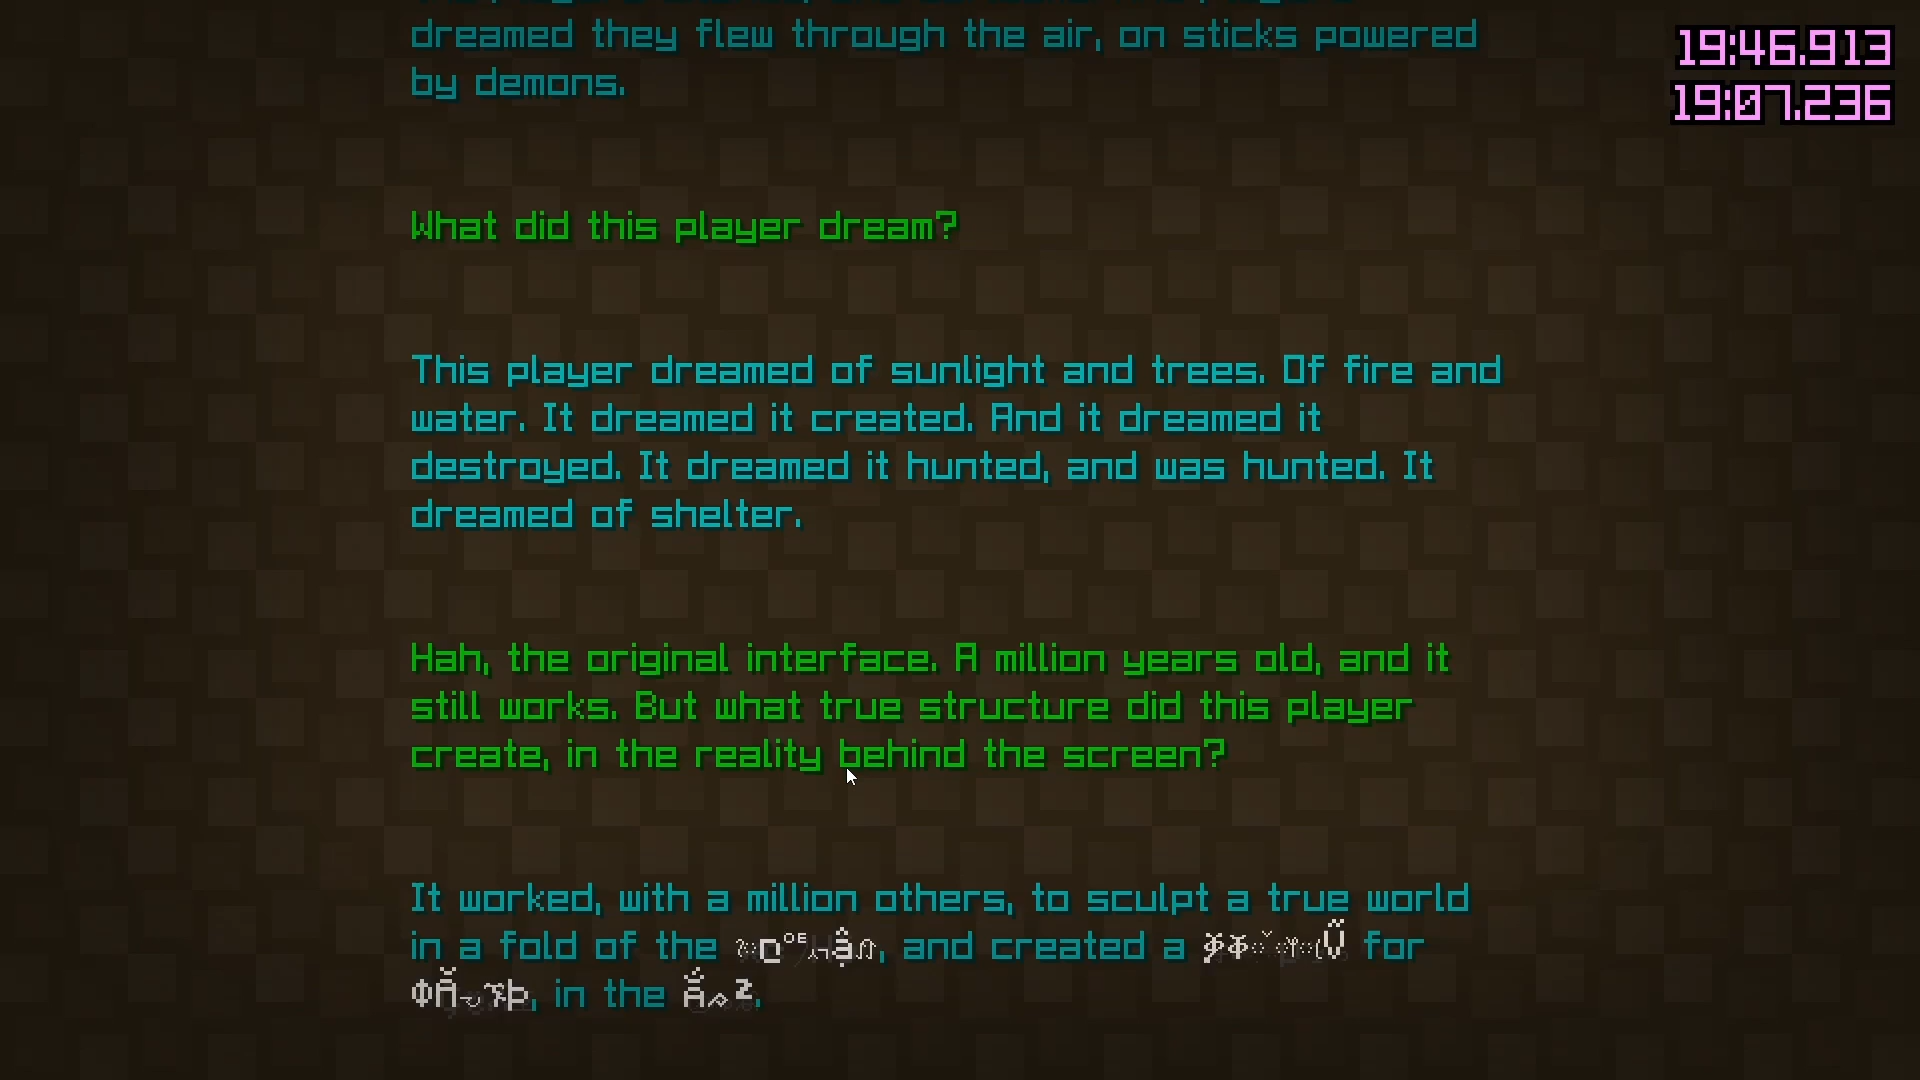 dreamed they flew through the air, on sticks powered
by demons.
19:46.913
19:07.236
What did this player dream?
This player dreamed of sunlight and trees. Of fire and
water. It dreamed it created. And it dreamed it
destroyed. It dreamed it hunted, and was hunted. It
dreamed of shelter.
Hah, the original interface. A million years old, and it
still works. But what true structure did this player
create, in the reality behind the screen?
It worked, with a million others, to sculpt a true world
in a fold of the , and created a for
, in the .